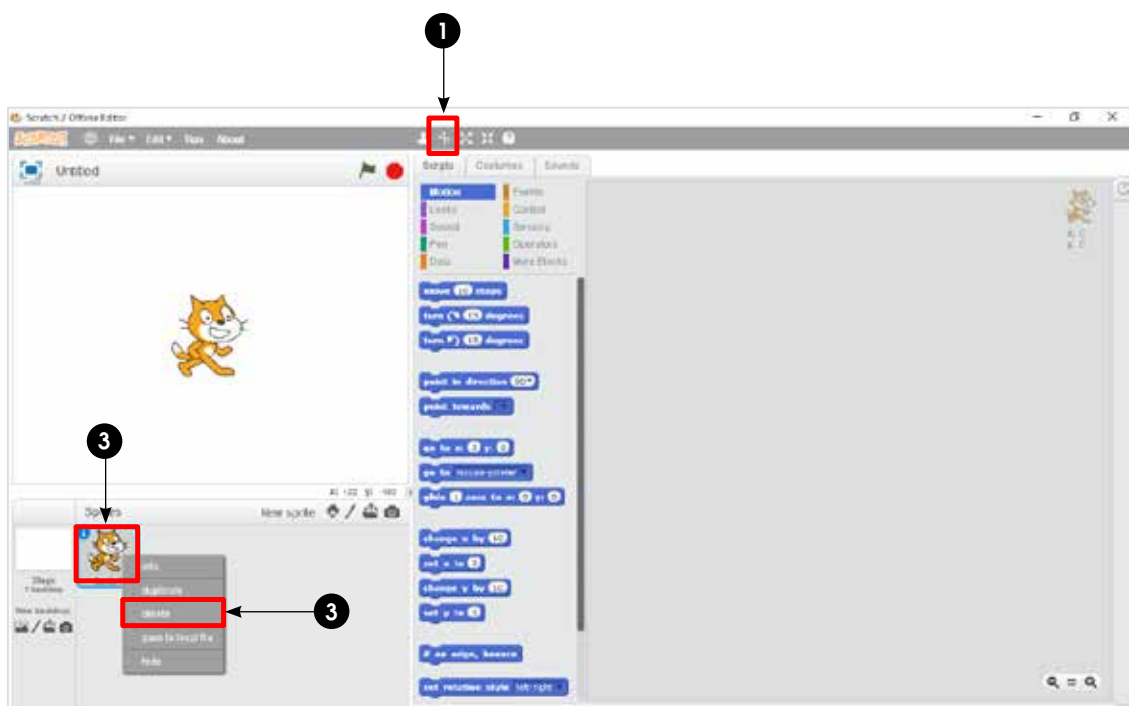 1
Scratch 2 Offline Editor
SCRATCH File Edit Tips About
Untitled
Scripts Costumes Sounds
Motion Events
Looks Control
Sound Sensing
Pen Operators
Data More Blocks
move 10 steps
turn 15 degrees
turn 15 degrees
point in direction 90
point towards
go to x: 0 y: 0
go to mouse-pointer
glide 1 secs to x: 0 y: 0
change x by 10
set x to 0
change y by 10
set y to 0
if on edge, bounce
set rotation style left-right
3
Sprites New sprite
Stage
1 backdrop
New backdrop
info
duplicate
delete
3
save to local file
hide